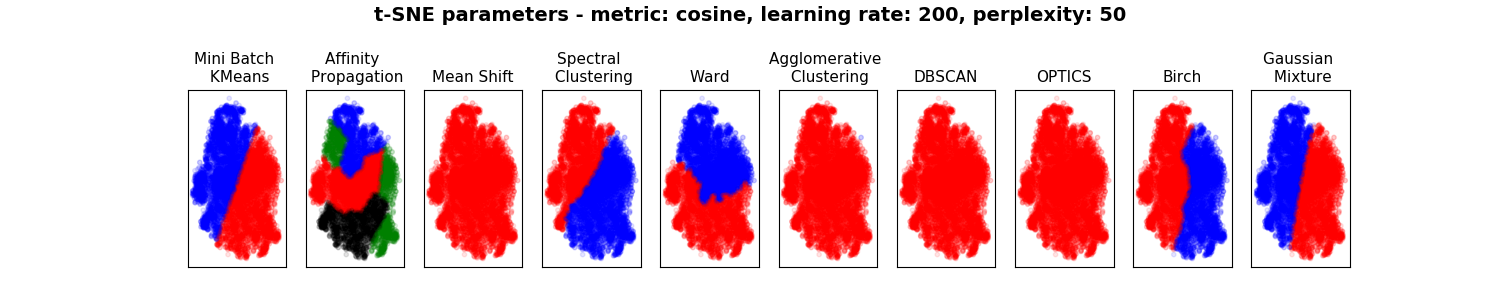 t-SNE parameters - metric: cosine, learning rate: 200, perplexity: 50
Mini Batch
KMeans
Affinity
Propagation
Mean Shift
Spectral
Clustering
Ward
Agglomerative
Clustering
DBSCAN
OPTICS
Birch
Gaussian
Mixture